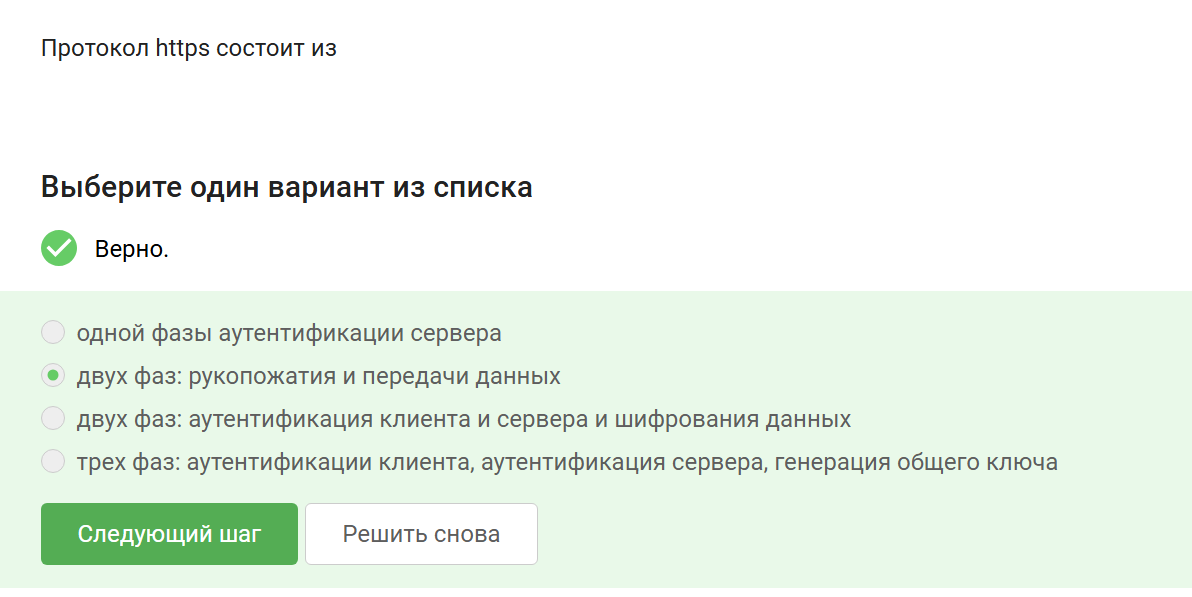 Протокол https состоит из
Выберите один вариант из списка
Верно.
одной фазы аутентификации сервера
двух фаз: рукопожатия и передачи данных
двух фаз: аутентификация клиента и сервера и шифрования данных
трех фаз: аутентификации клиента, аутентификация сервера, генерация общего ключа
Следующий шаг
Решить снова